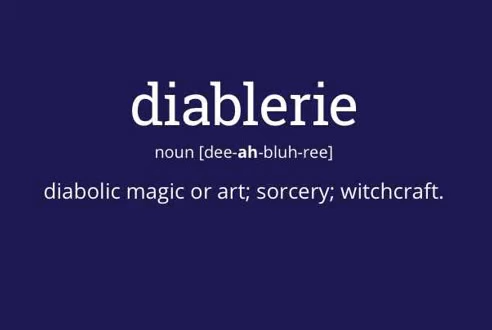 diablerie
noun [dee-ah-bluh-ree]
diabolic magic or art; sorcery; witchcraft.